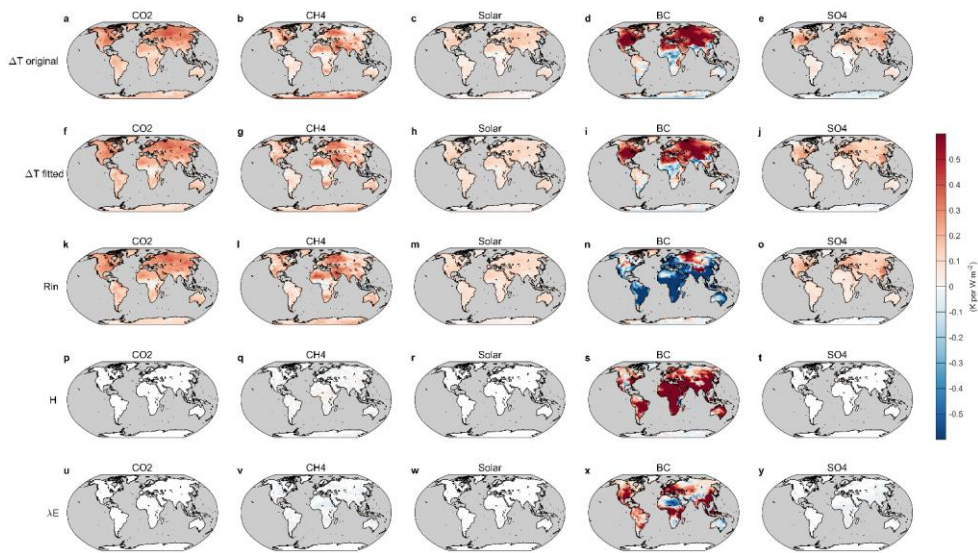 a CO2 b CH4 c Solar d BC e SO4
ΔT original
f CO2 g CH4 h Solar i BC j SO4
ΔT fitted
k CO2 l CH4 m Solar n BC o SO4
Rin
p CO2 q CH4 r Solar s BC t SO4
H
u CO2 v CH4 w Solar x BC y SO4
λE
0.5
0.4
0.3
0.2
0.1
0
-0.1
-0.2
-0.3
-0.4
-0.5
(K per W m-2)